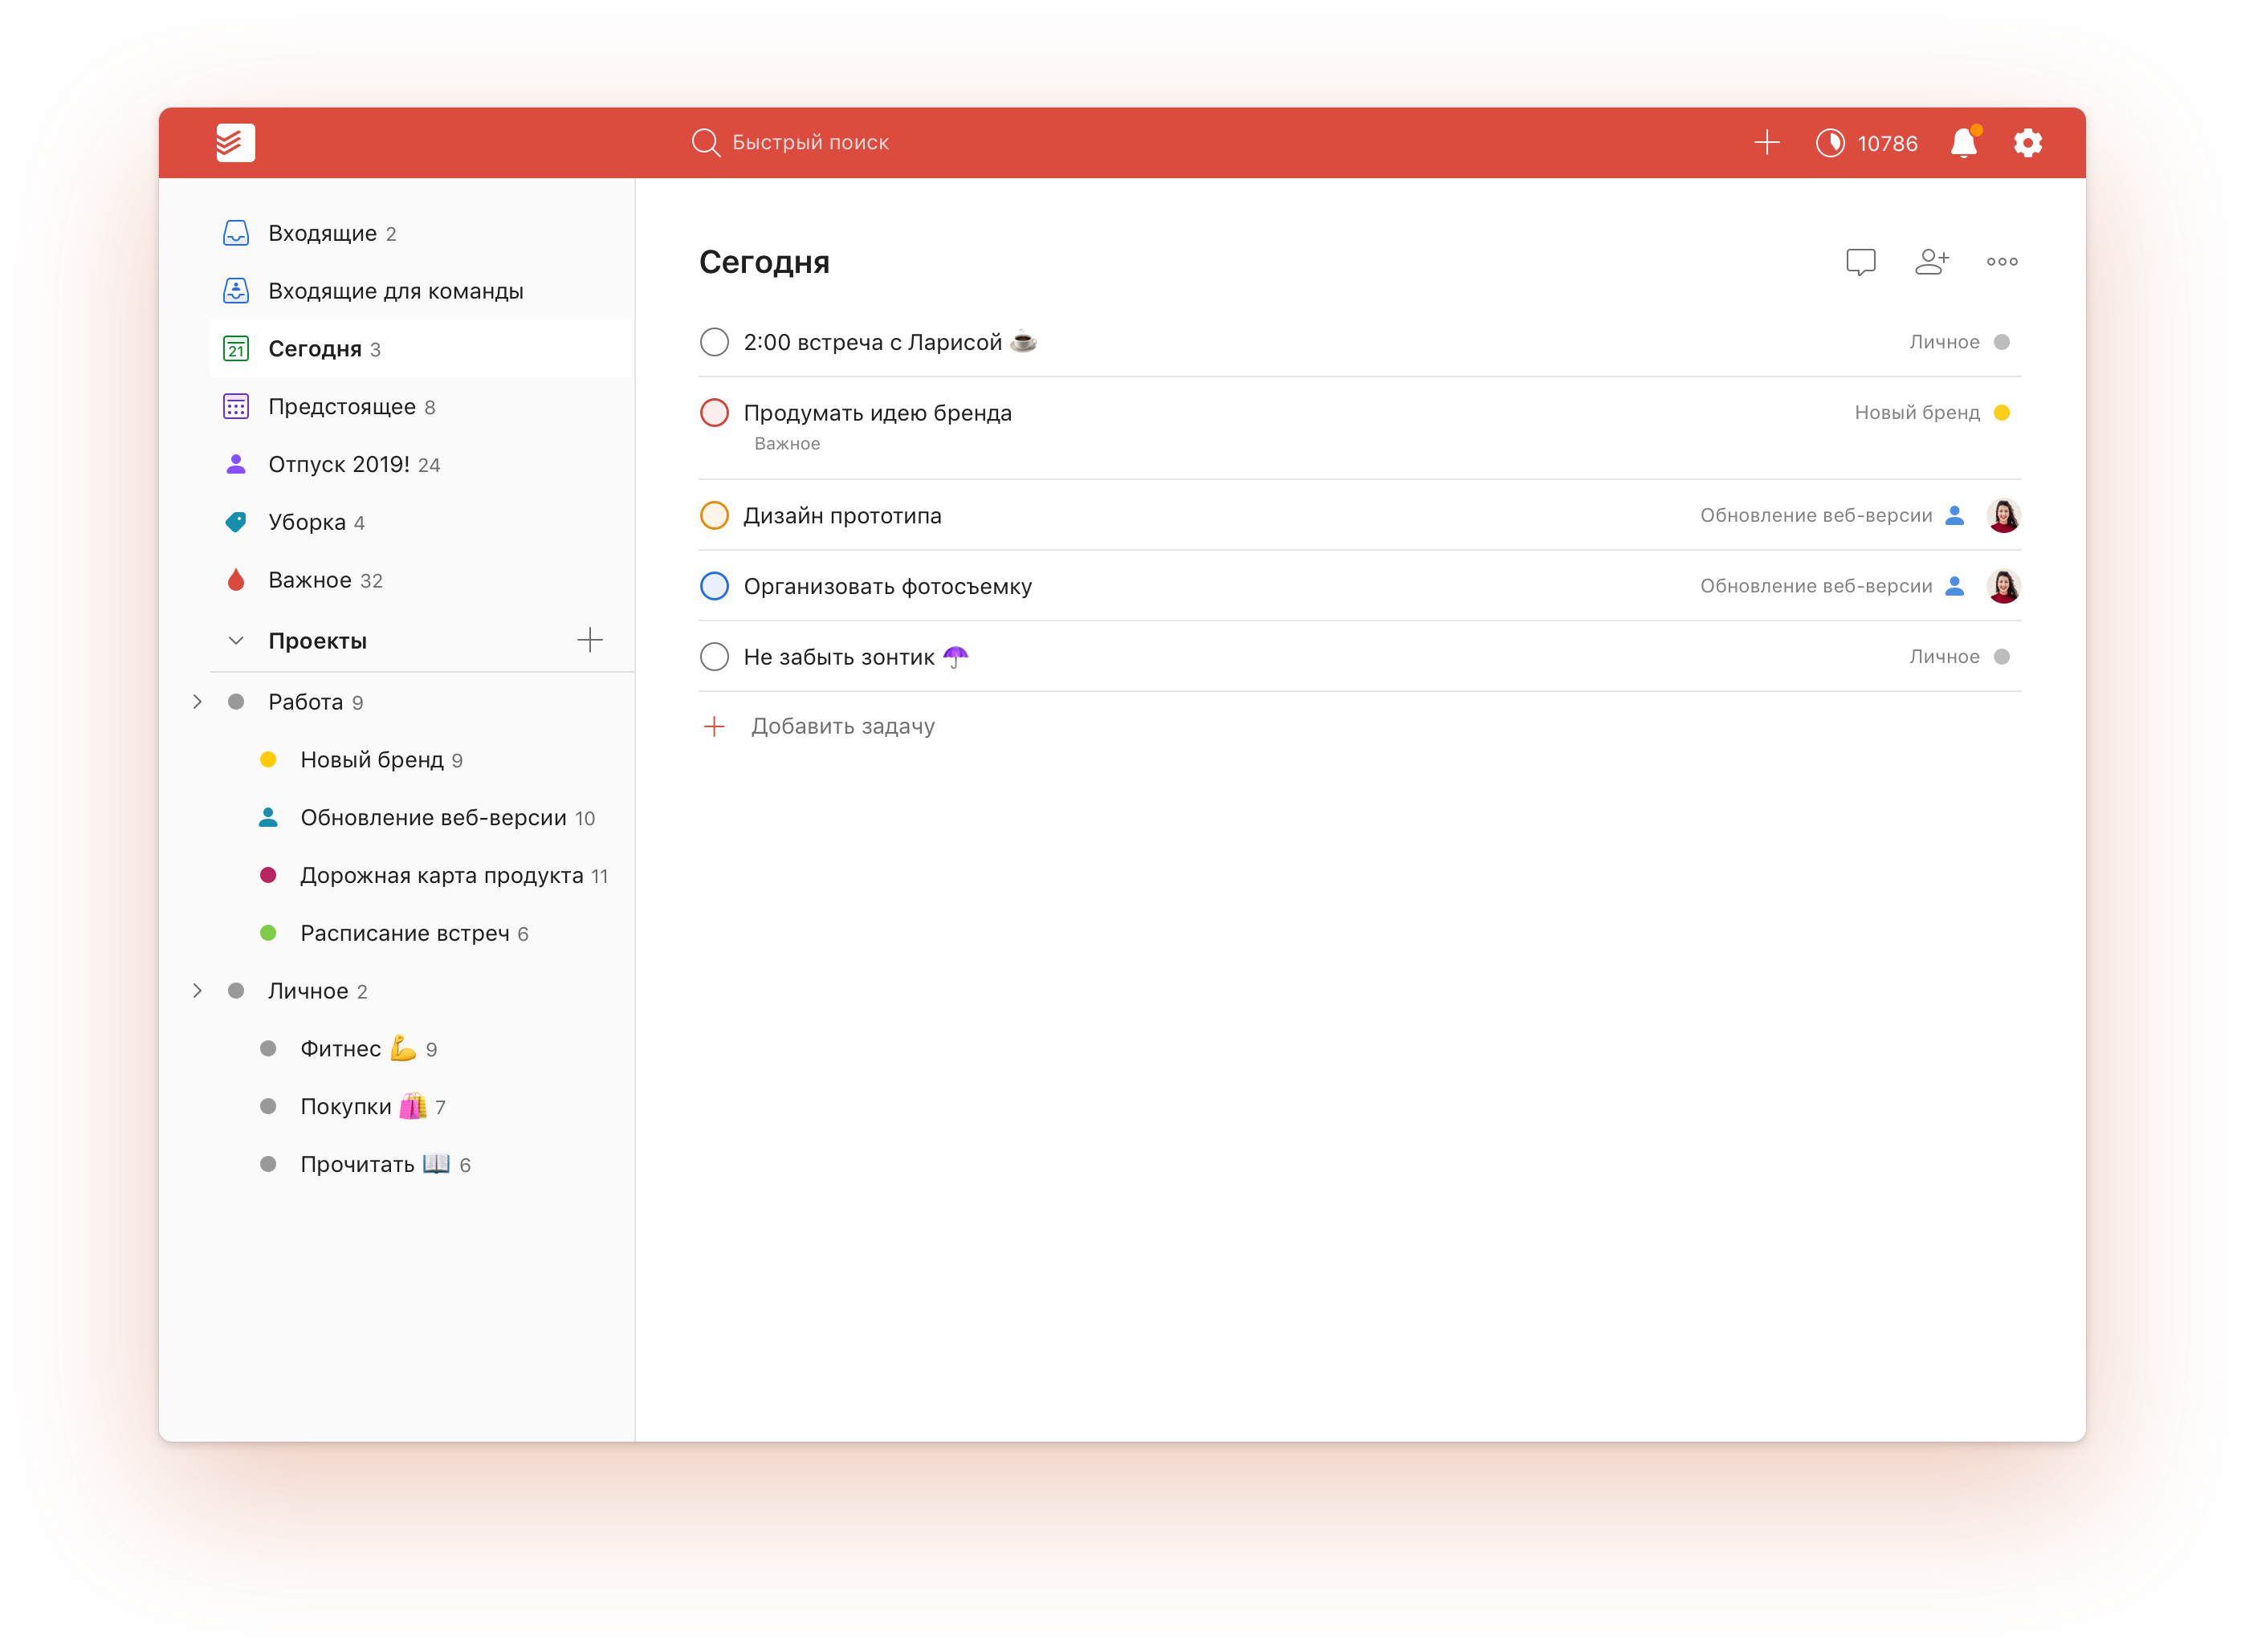 Быстрый поиск
10786
Входящие 2
Входящие для команды
21 Сегодня 3
Предстоящее 8
Отпуск 2019! 24
Уборка 4
Важное 32
Проекты
Работа 9
Новый бренд 9
Обновление веб-версии 10
Дорожная карта продукта 11
Расписание встреч 6
Личное 2
Фитнес 💪 9
Покупки 🛍️ 7
Прочитать 📖 6
Сегодня
2:00 встреча с Ларисой ☕ Личное
Продумать идею бренда Новый бренд
Важное
Дизайн прототипа Обновление веб-версии
Организовать фотосъемку Обновление веб-версии
Не забыть зонтик ☂️ Личное
Добавить задачу